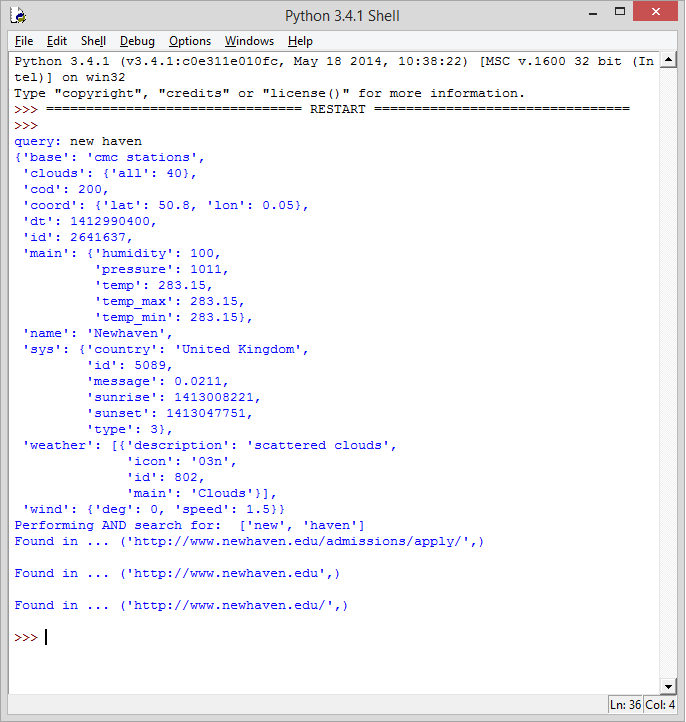 Python 3.4.1 Shell
File Edit Shell Debug Options Windows Help
Python 3.4.1 (v3.4.1:c0e311e010fc, May 18 2014, 10:38:22) [MSC v.1600 32 bit (In
tel)] on win32
Type "copyright", "credits" or "license()" for more information.
>>> ================================ RESTART ================================
>>>
query: new haven
{'base': 'cmc stations',
 'clouds': {'all': 40},
 'cod': 200,
 'coord': {'lat': 50.8, 'lon': 0.05},
 'dt': 1412990400,
 'id': 2641637,
 'main': {'humidity': 100,
          'pressure': 1011,
          'temp': 283.15,
          'temp_max': 283.15,
          'temp_min': 283.15},
 'name': 'Newhaven',
 'sys': {'country': 'United Kingdom',
         'id': 5089,
         'message': 0.0211,
         'sunrise': 1413008221,
         'sunset': 1413047751,
         'type': 3},
 'weather': [{'description': 'scattered clouds',
              'icon': '03n',
              'id': 802,
              'main': 'Clouds'}],
 'wind': {'deg': 0, 'speed': 1.5}}
Performing AND search for:  ['new', 'haven']
Found in ... ('http://www.newhaven.edu/admissions/apply/',)
Found in ... ('http://www.newhaven.edu',)
Found in ... ('http://www.newhaven.edu/',)
>>>
Ln: 36 Col: 4